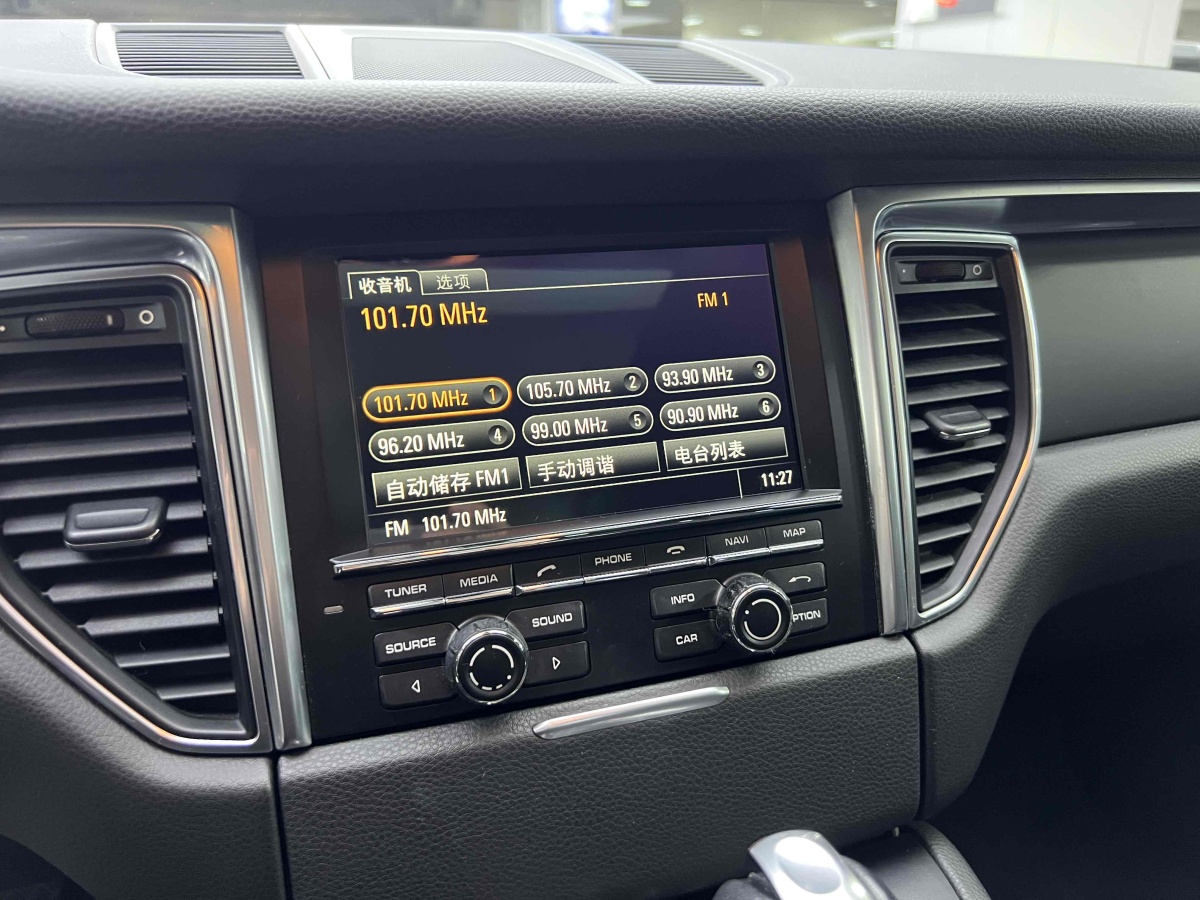 收音机 选项
101.70 MHz FM 1
101.70 MHz 1 105.70 MHz 2 93.90 MHz 3
96.20 MHz 4 99.00 MHz 5 90.90 MHz 6
自动储存 FM1 手动调谐 电台列表
FM 101.70 MHz 11:27
TUNER MEDIA PHONE NAVI MAP
SOURCE SOUND INFO
CAR PTION